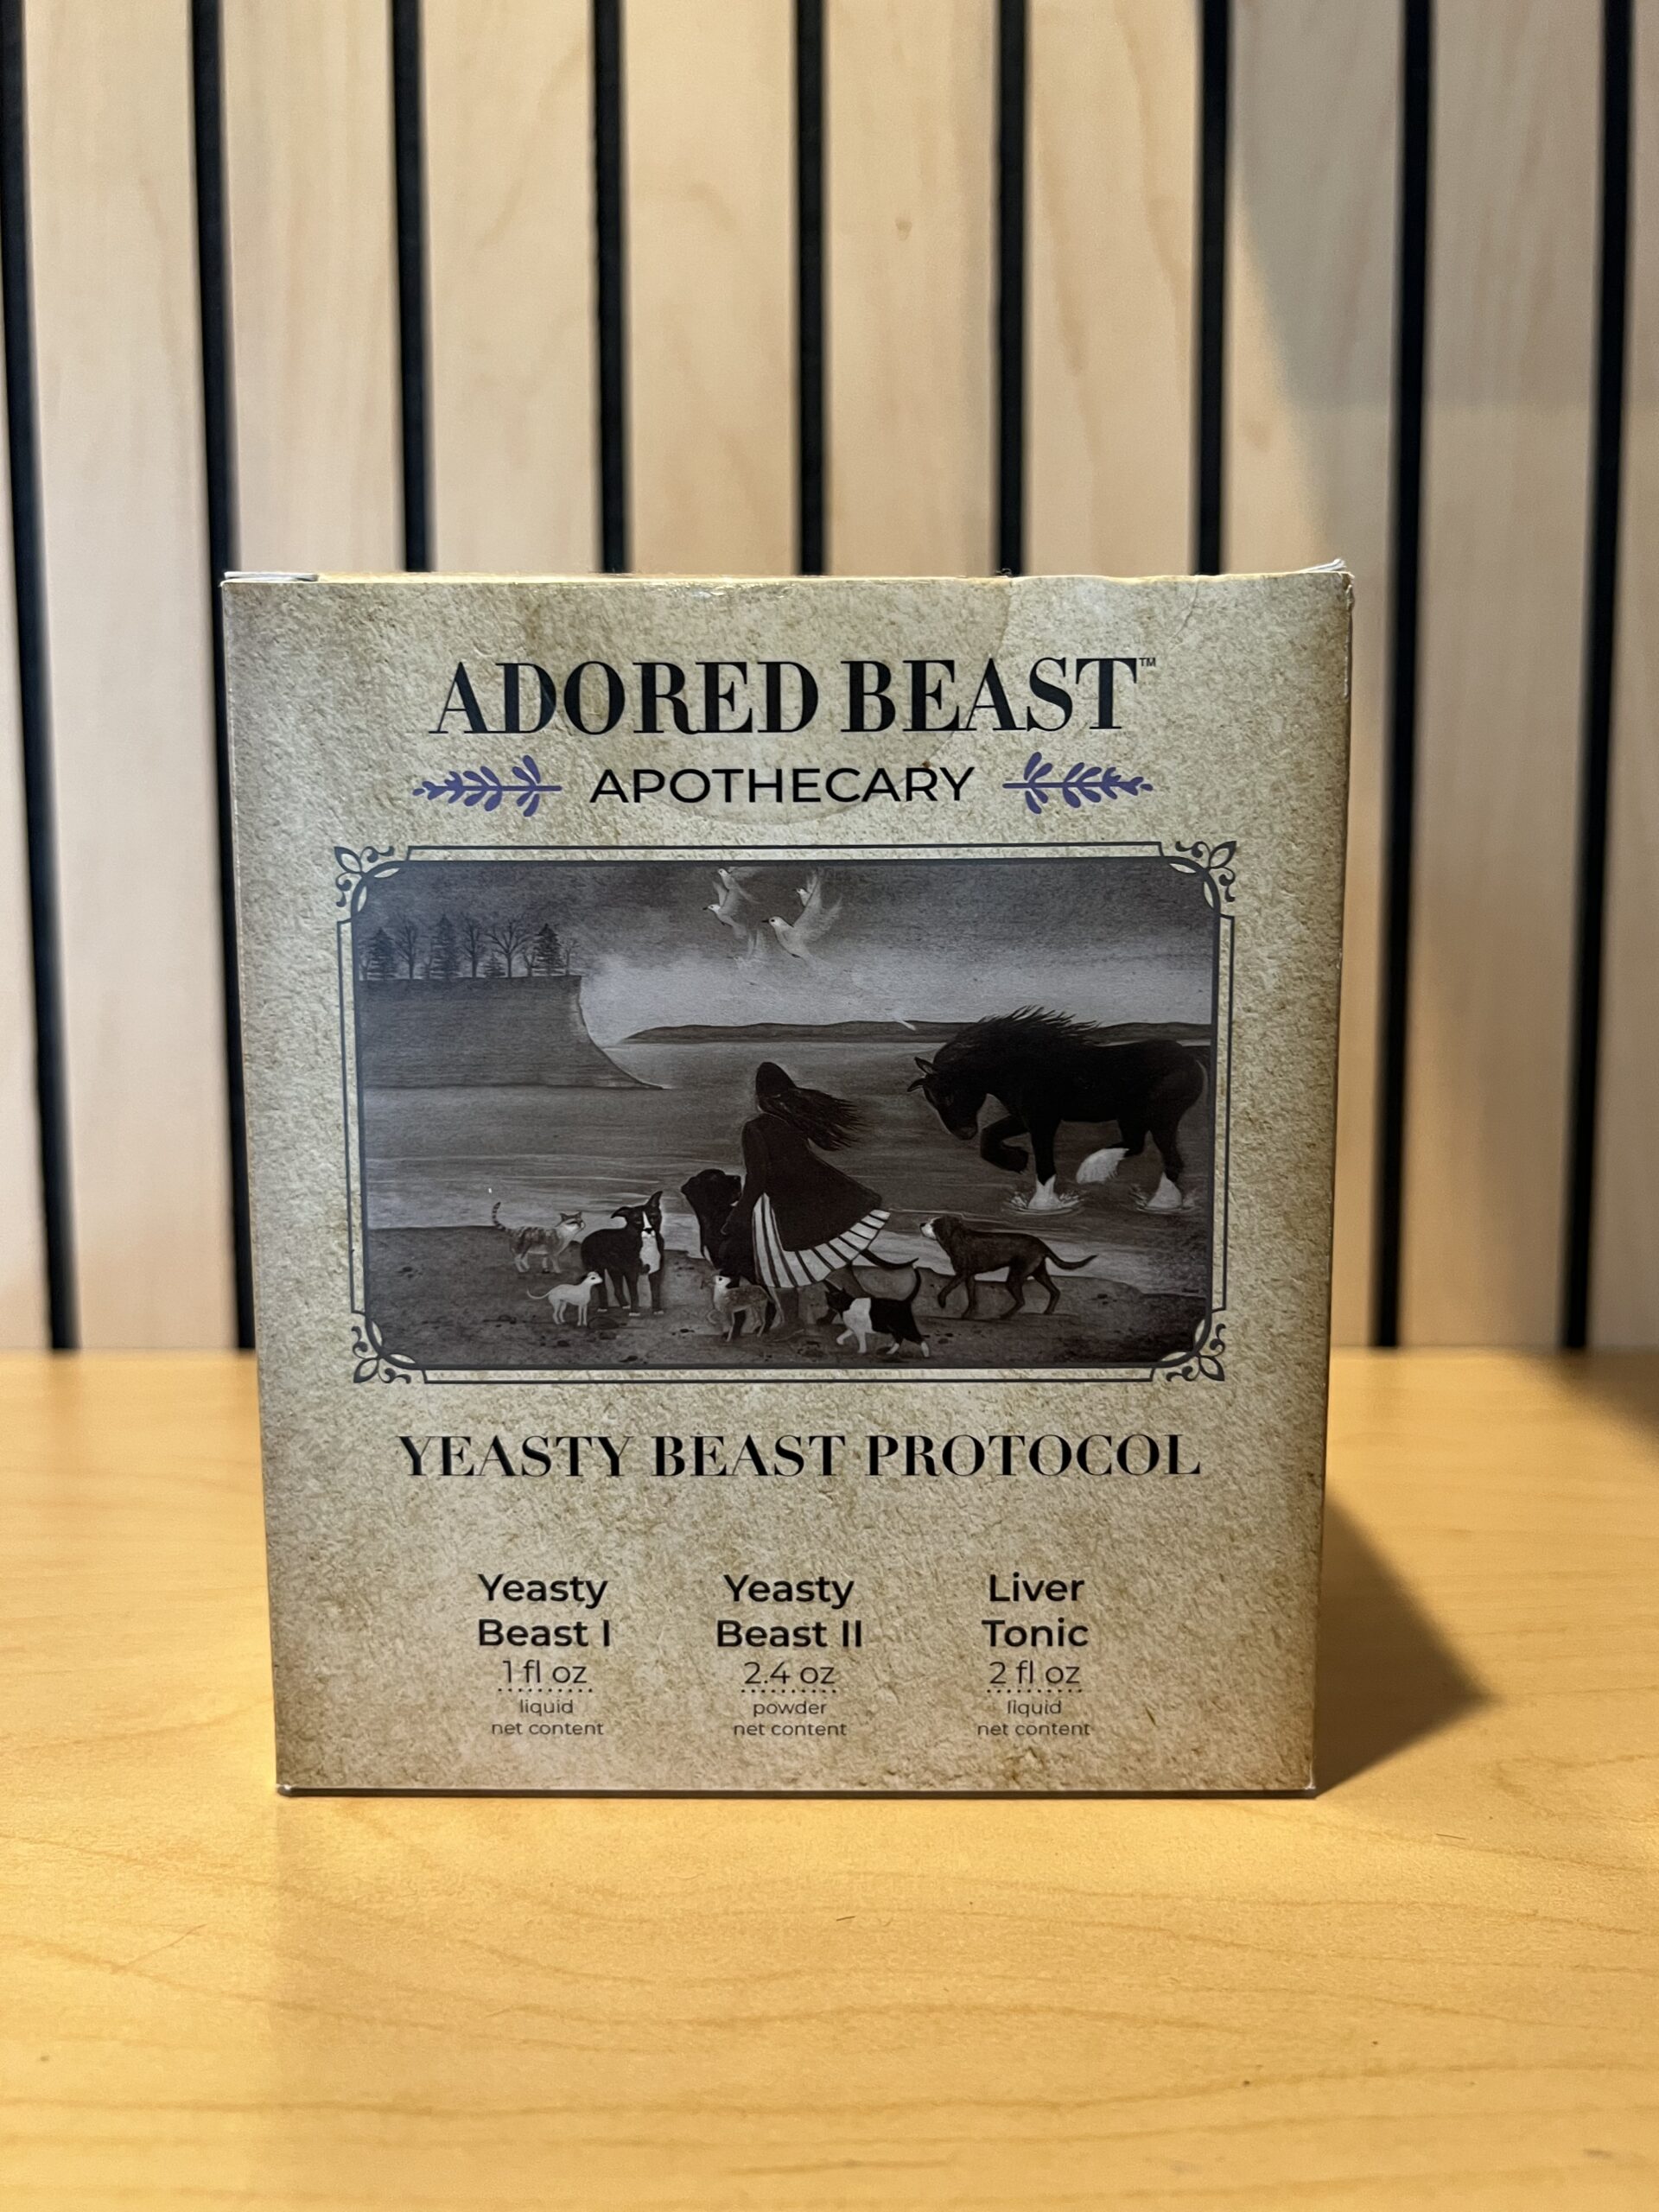 ADORED BEAST™
APOTHECARY
YEASTY BEAST PROTOCOL
Yeasty
Beast I
1 fl oz
liquid
net content
Yeasty
Beast II
2.4 oz
powder
net content
Liver
Tonic
2 fl oz
liquid
net content